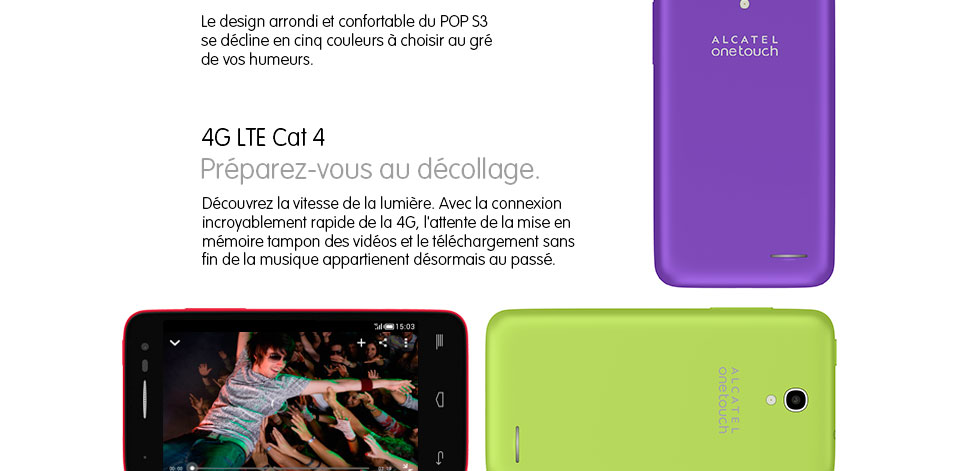 Le design arrondi et confortable du POP S3
se décline en cinq couleurs à choisir au gré
de vos humeurs.
ALCATEL
onetouch
4G LTE Cat 4
Préparez-vous au décollage.
Découvrez la vitesse de la lumière. Avec la connexion
incroyablement rapide de la 4G, l'attente de la mise en
mémoire tampon des vidéos et le téléchargement sans
fin de la musique appartienent désormais au passé.
15:03
ALCATEL
onetouch